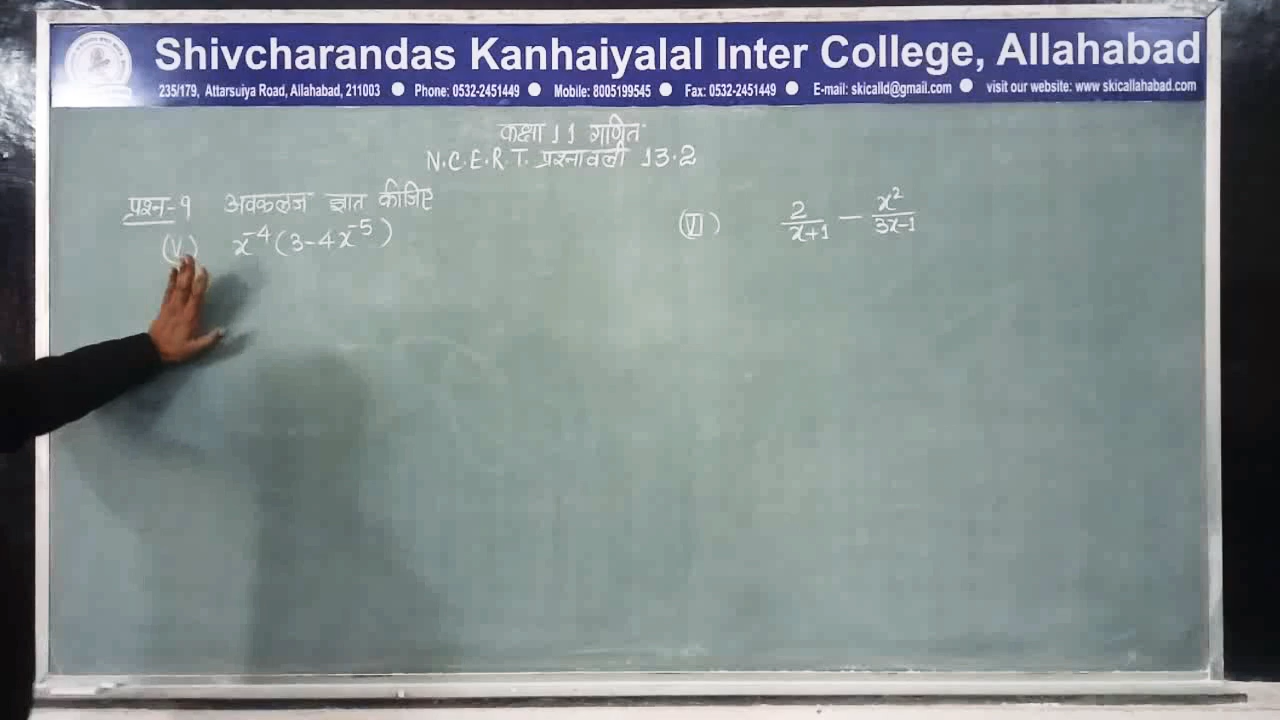 Shivcharandas Kanhaiyalal Inter College, Allahabad
235/179, Attarsuiya Road, Allahabad, 211003 ● Phone: 0532-2451449 ● Mobile: 8005199545 ● Fax: 0532-2451449 ● E-mail: skicalld@gmail.com ● visit our website: www.skicallahabad.com
कक्षा 11 गणित
N.C.E.R.T. प्रश्नावली 13.2
प्रश्न-१ अवकलज ज्ञात कीजिए
(V) x⁻⁴(3-4x⁻⁵)
(VI) 2/(x+1) - x²/(3x-1)